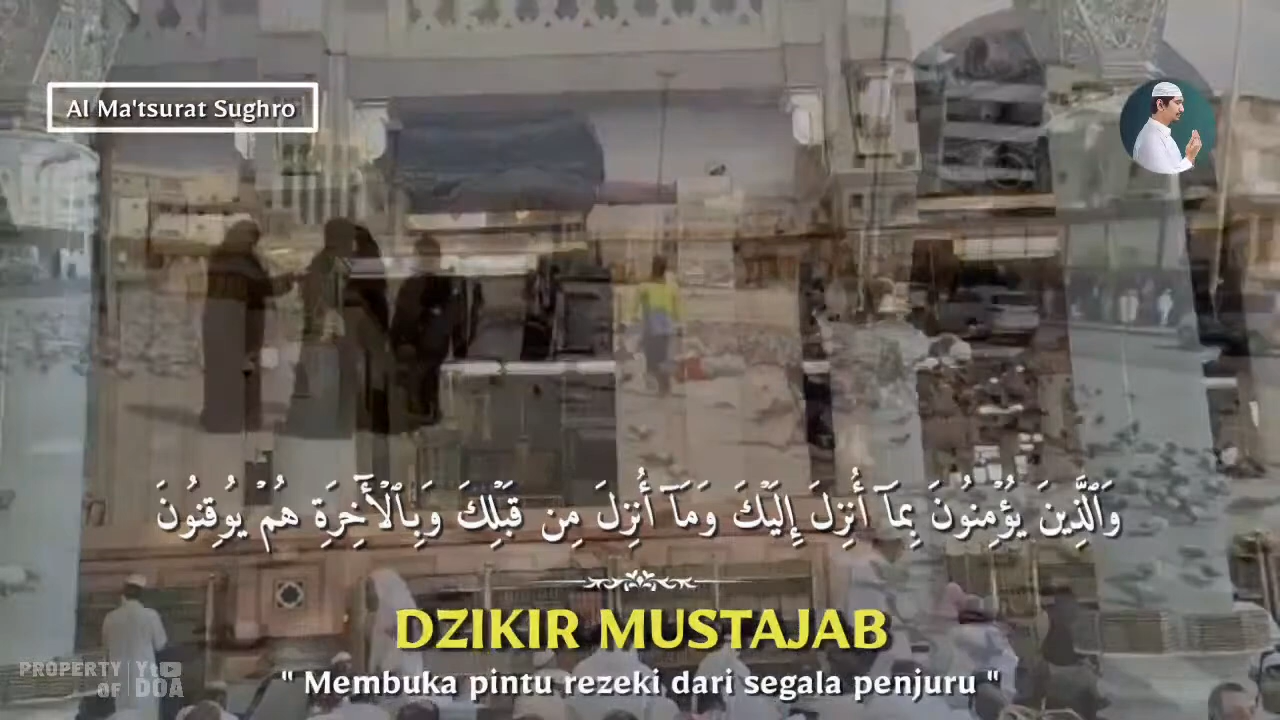 Al Ma'tsurat Sughro
وَٱلَّذِينَ يُؤْمِنُونَ بِمَآ أُنزِلَ إِلَيْكَ وَمَآ أُنزِلَ مِن قَبْلِكَ وَبِٱلْأَخِرَةِ هُمْ يُوقِنُونَ
DZIKIR MUSTAJAB
" Membuka pintu rezeki dari segala penjuru "
PROPERTY OF
YtDOA